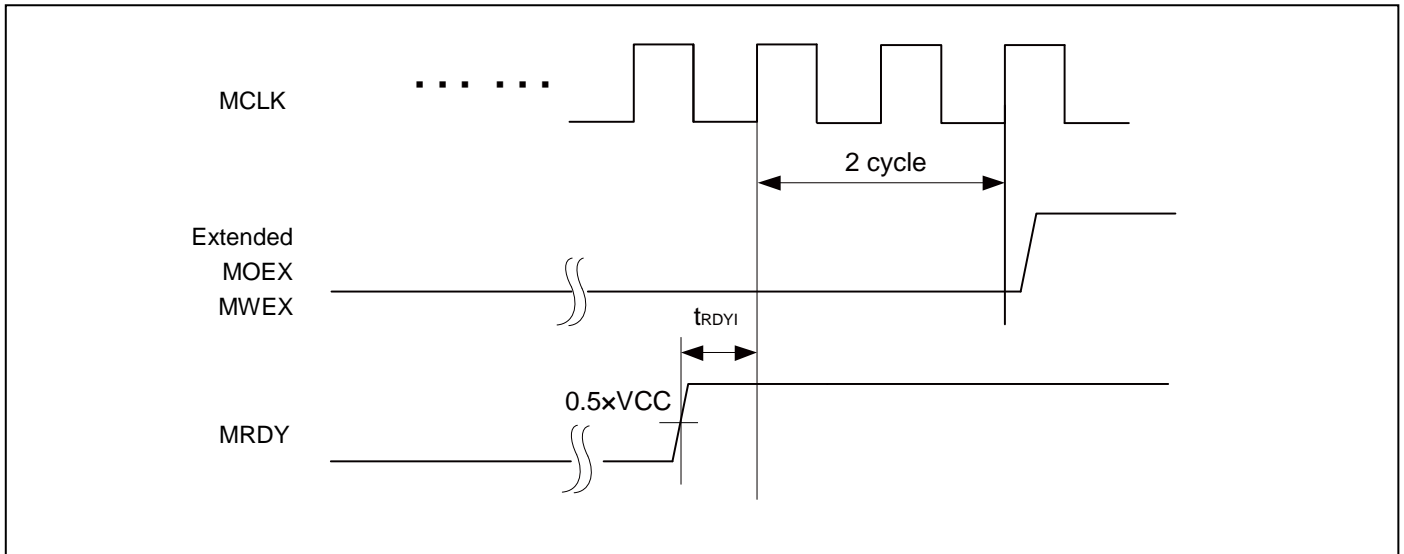 MCLK
2 cycle
Extended
MOEX
MWEX
tRDYI
0.5×VCC
MRDY